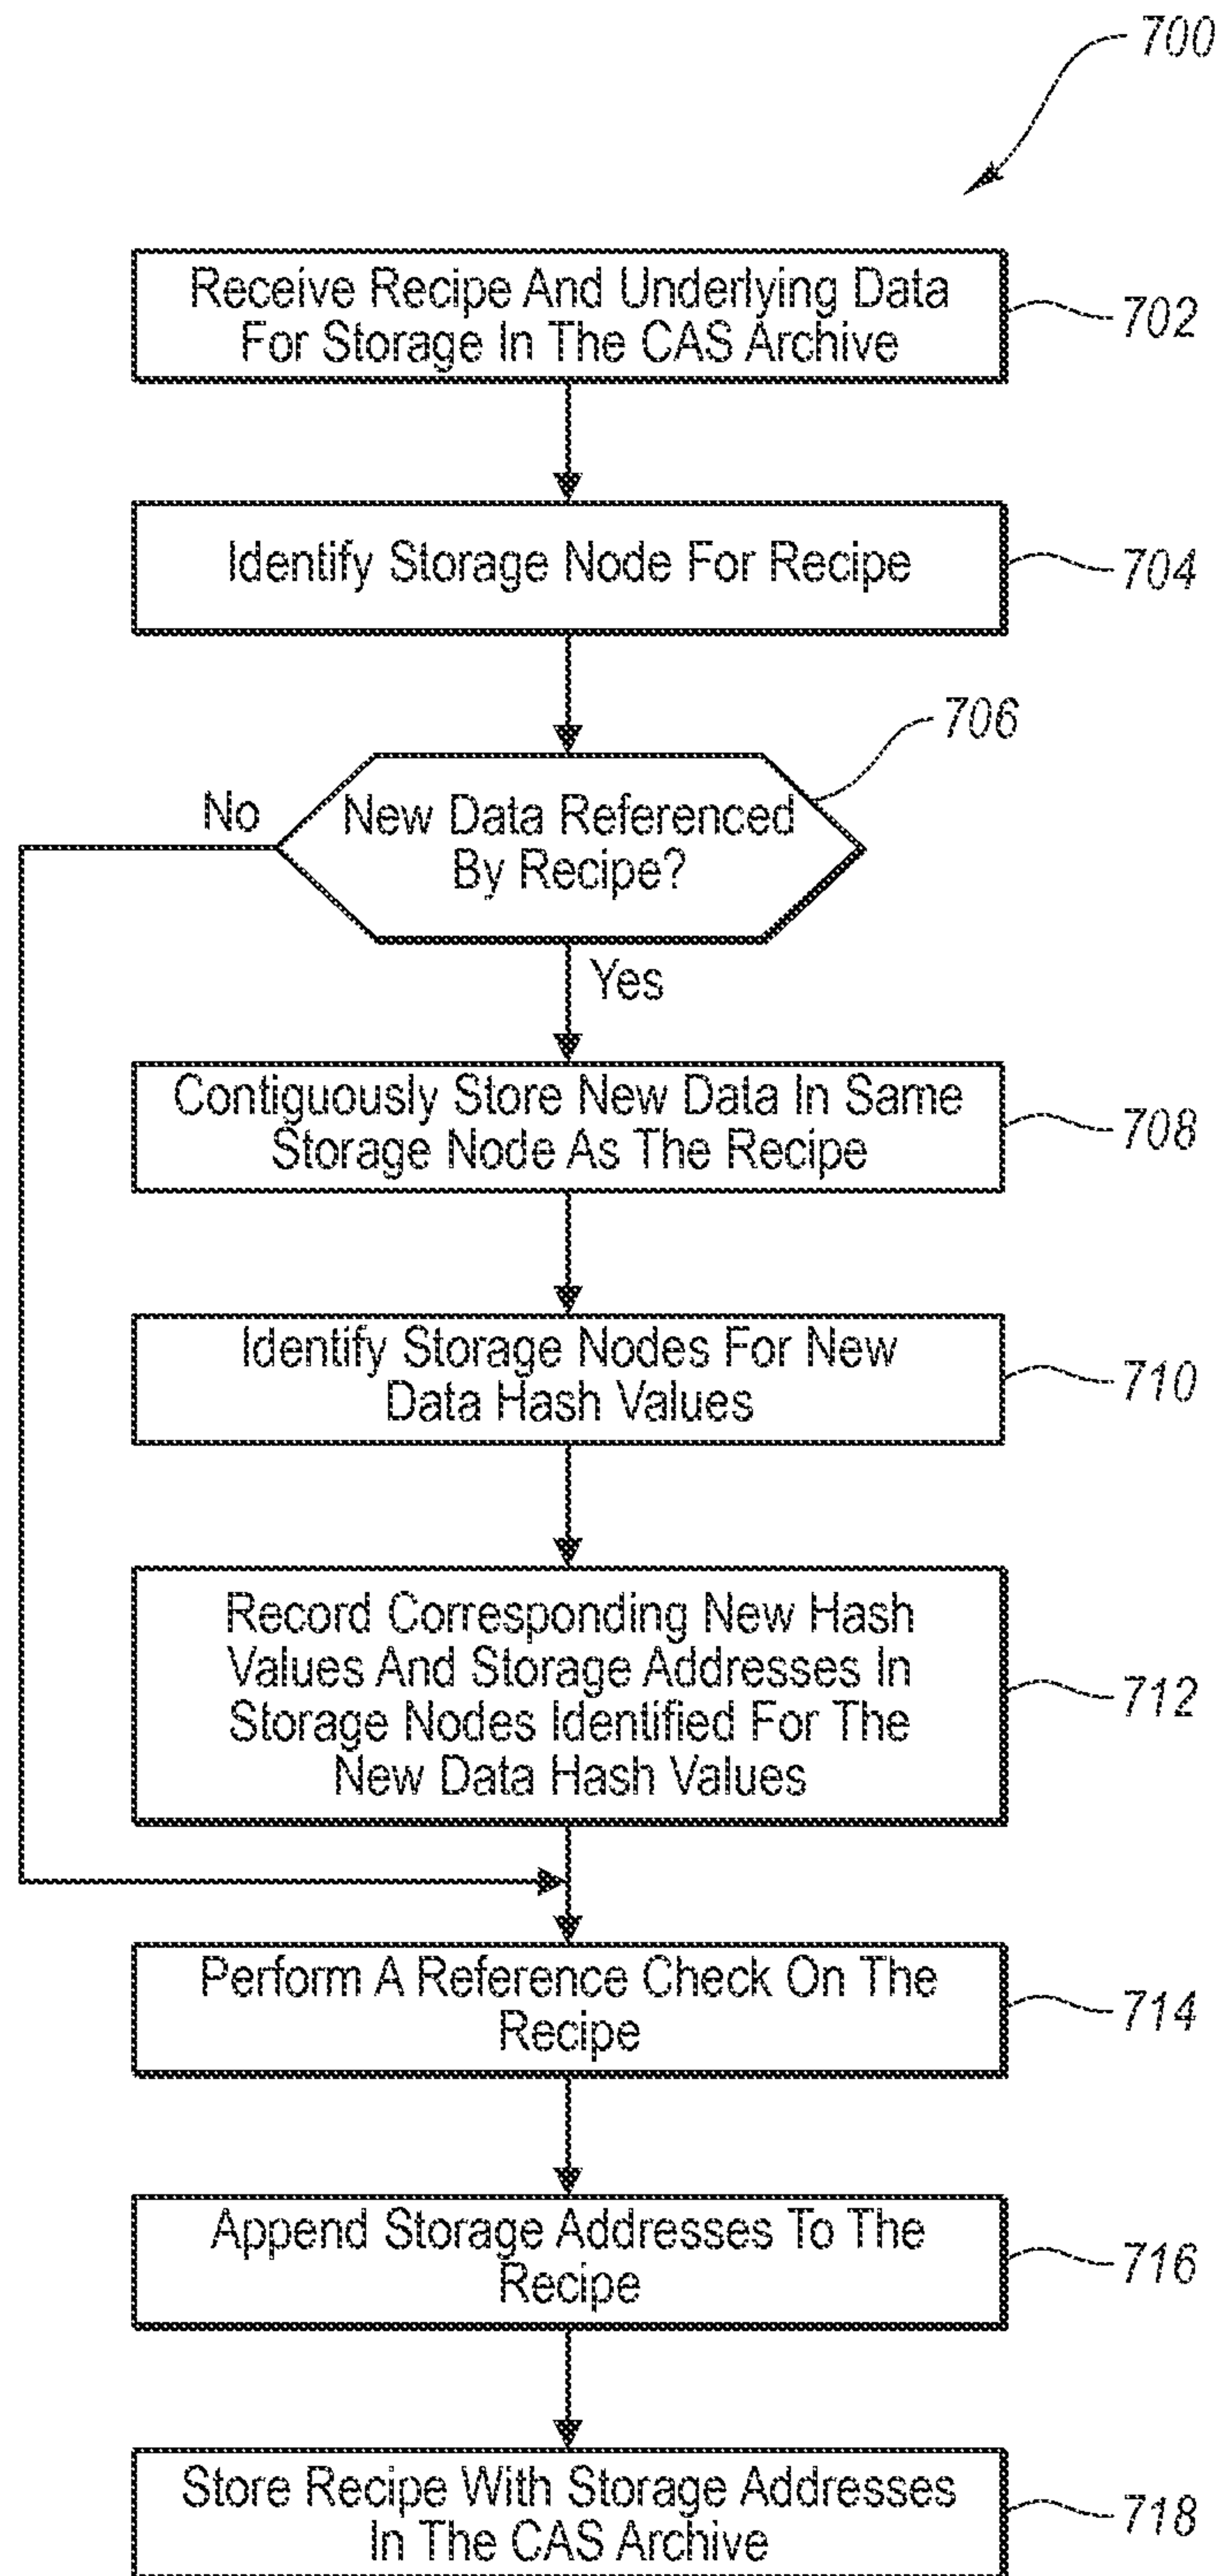 700
Receive Recipe And Underlying Data
For Storage In The CAS Archive
702
Identify Storage Node For Recipe
704
706
No
New Data Referenced
By Recipe?
Yes
Contiguously Store New Data In Same
Storage Node As The Recipe
708
Identify Storage Nodes For New
Data Hash Values
710
Record Corresponding New Hash
Values And Storage Addresses In
Storage Nodes Identified For The
New Data Hash Values
712
Perform A Reference Check On The
Recipe
714
Append Storage Addresses To The
Recipe
716
Store Recipe With Storage Addresses
In The CAS Archive
718